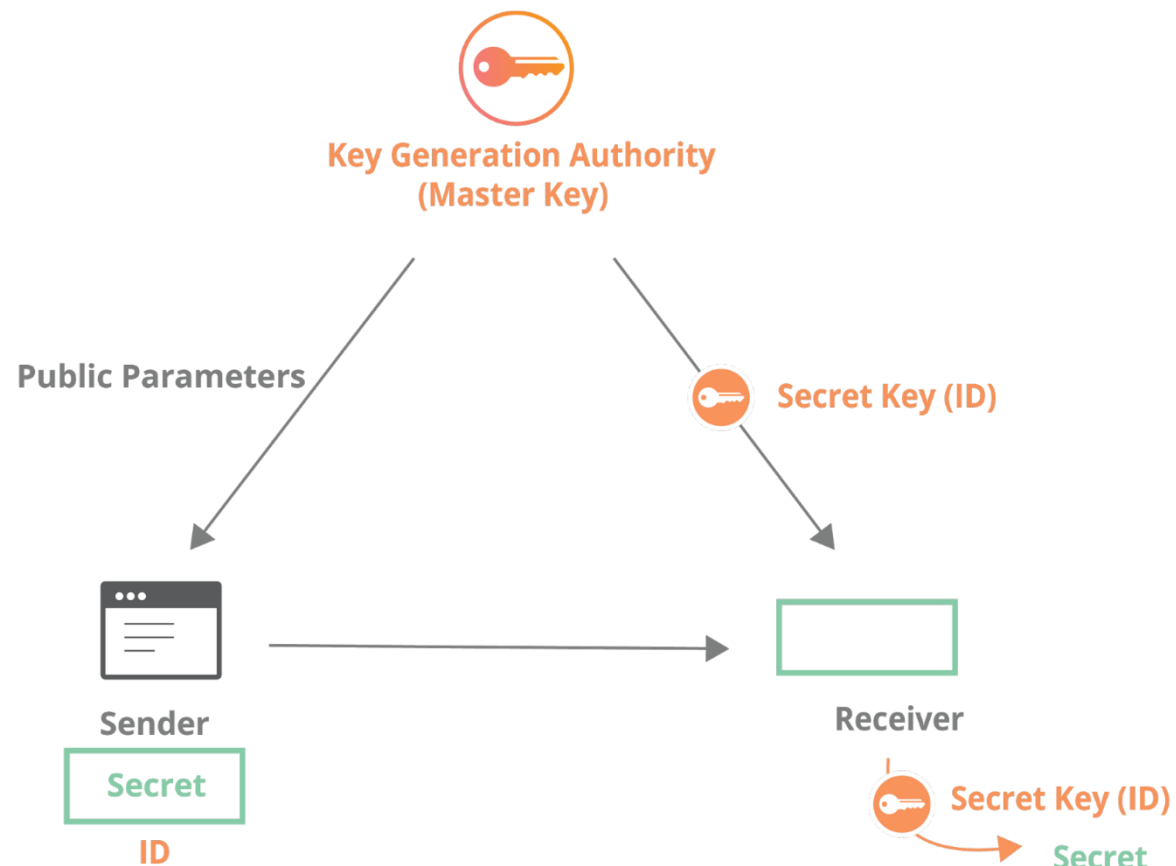 Key Generation Authority
(Master Key)
Public Parameters
Secret Key (ID)
Sender
Receiver
Secret
Secret Key (ID)
ID
Secret